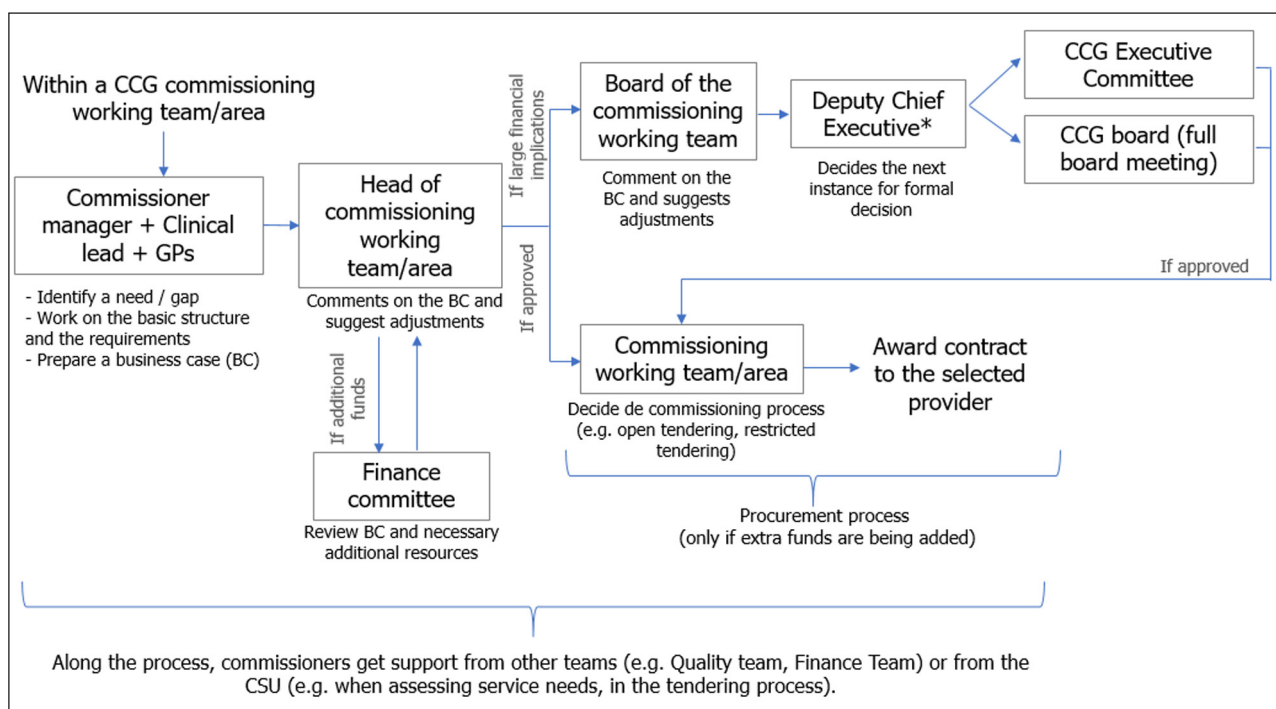 Within a CCG commissioning
working team/area
Commissioner
manager + Clinical
lead + GPs
- Identify a need / gap
- Work on the basic structure
and the requirements
- Prepare a business case (BC)
Head of
commissioning
working
team/area
Comments on the BC and
suggest adjustments
If additional
funds
Finance
committee
Review BC and necessary
additional resources
If large financial
implications
If approved
Board of the
commissioning
working team
Comment on the
BC and suggests
adjustments
Deputy Chief
Executive*
Decides the next
instance for formal
decision
CCG Executive
Committee
CCG board (full
board meeting)
If approved
Commissioning
working team/area
Decide de commissioning process
(e.g. open tendering, restricted
tendering)
Award contract
to the selected
provider
Procurement process
(only if extra funds are being added)
Along the process, commissioners get support from other teams (e.g. Quality team, Finance Team) or from the
CSU (e.g. when assessing service needs, in the tendering process).